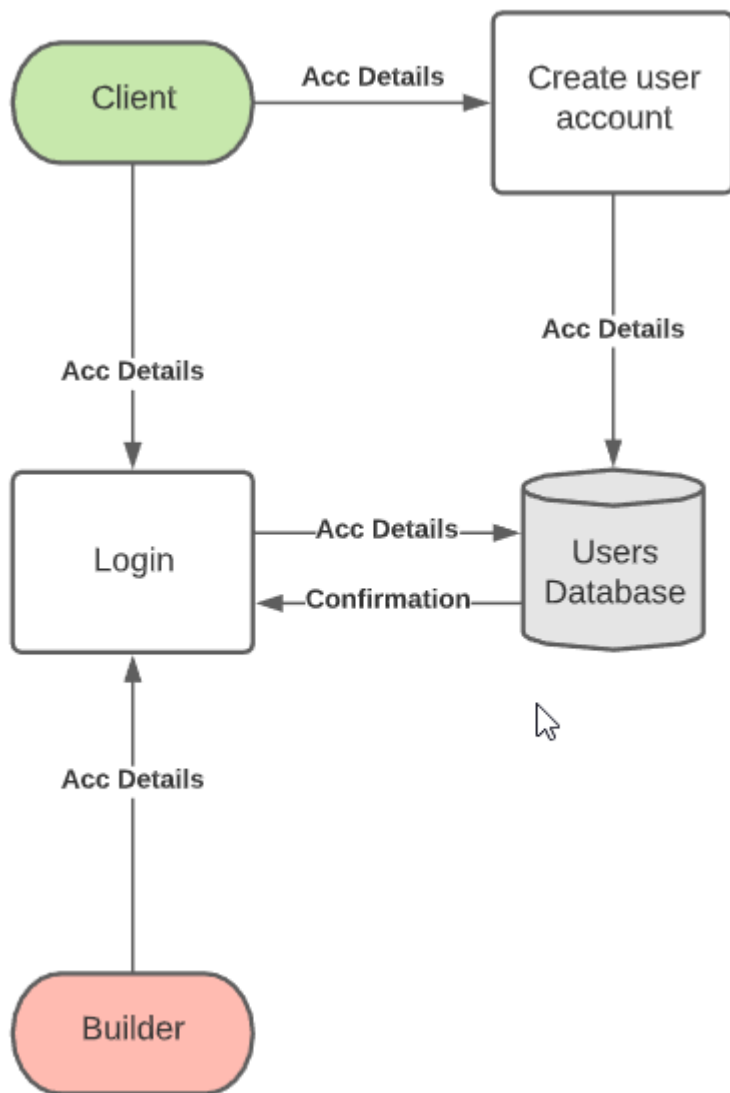 Client
Acc Details
Create user
account
Acc Details
Acc Details
Login
Acc Details
Confirmation
Users
Database
Acc Details
Builder